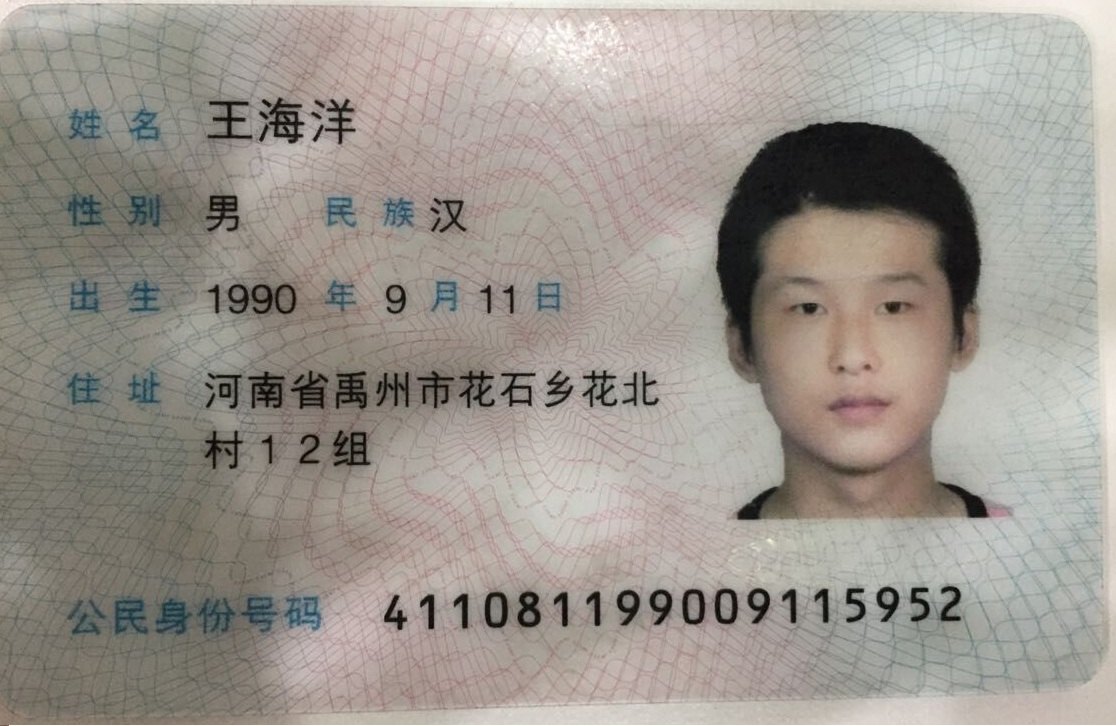 姓名 王海洋
性别 男 民族 汉
出生 1990 年 9 月 11 日
住址 河南省禹州市花石乡花北
村12组
公民身份号码 411081199009115952